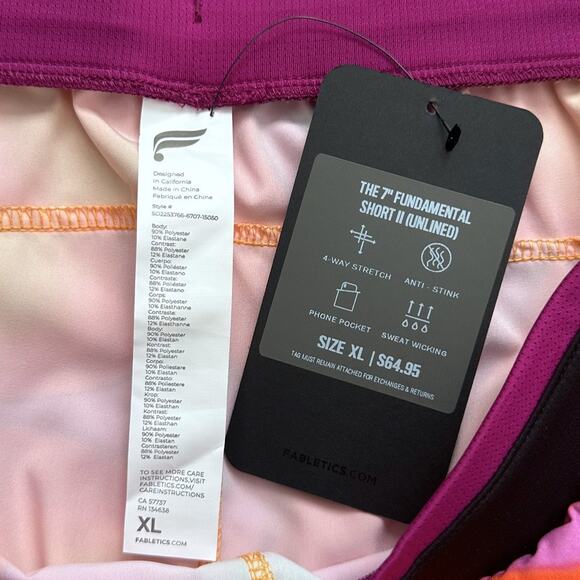 Designed
in California
Made in China
Fabriqué en Chine
Style #
SO2253766-6707-15050
Body:
90% Polyester
10% Elastane
Contrast:
88% Polyester
12% Elastane
Cuerpo:
90% Poliéster
10% Elastano
Contraste:
88% Poliéster
12% Elastano
Corps:
90% Polyester
10% Elasthanne
Contraste:
88% Polyester
12% Elasthanne
Body:
90% Polyester
10% Elasthan
Kontrast:
88% Polyester
12% Elasthan
Corpo:
90% Poliestere
10% Elastan
Contrasto:
88% Poliestere
12% Elastan
Krop:
90% Polyester
10% Elasthan
Kontrast:
88% Polyester
12% Elasthan
Lichaam:
90% Polyester
10% Elastan
Contrasteren:
88% Polyester
12% Elastan
TO SEE MORE CARE
INSTRUCTIONS,VISIT
FABLETICS.COM/
CAREINSTRUCTIONS
CA 57737
RN 134638
XL
FABLETICS.COM
THE 7" FUNDAMENTAL
SHORT II (UNLINED)
4-WAY STRETCH
ANTI - STINK
PHONE POCKET
SWEAT WICKING
SIZE XL | $64.95
TAG MUST REMAIN ATTACHED FOR EXCHANGES & RETURNS
FABLETICS.COM